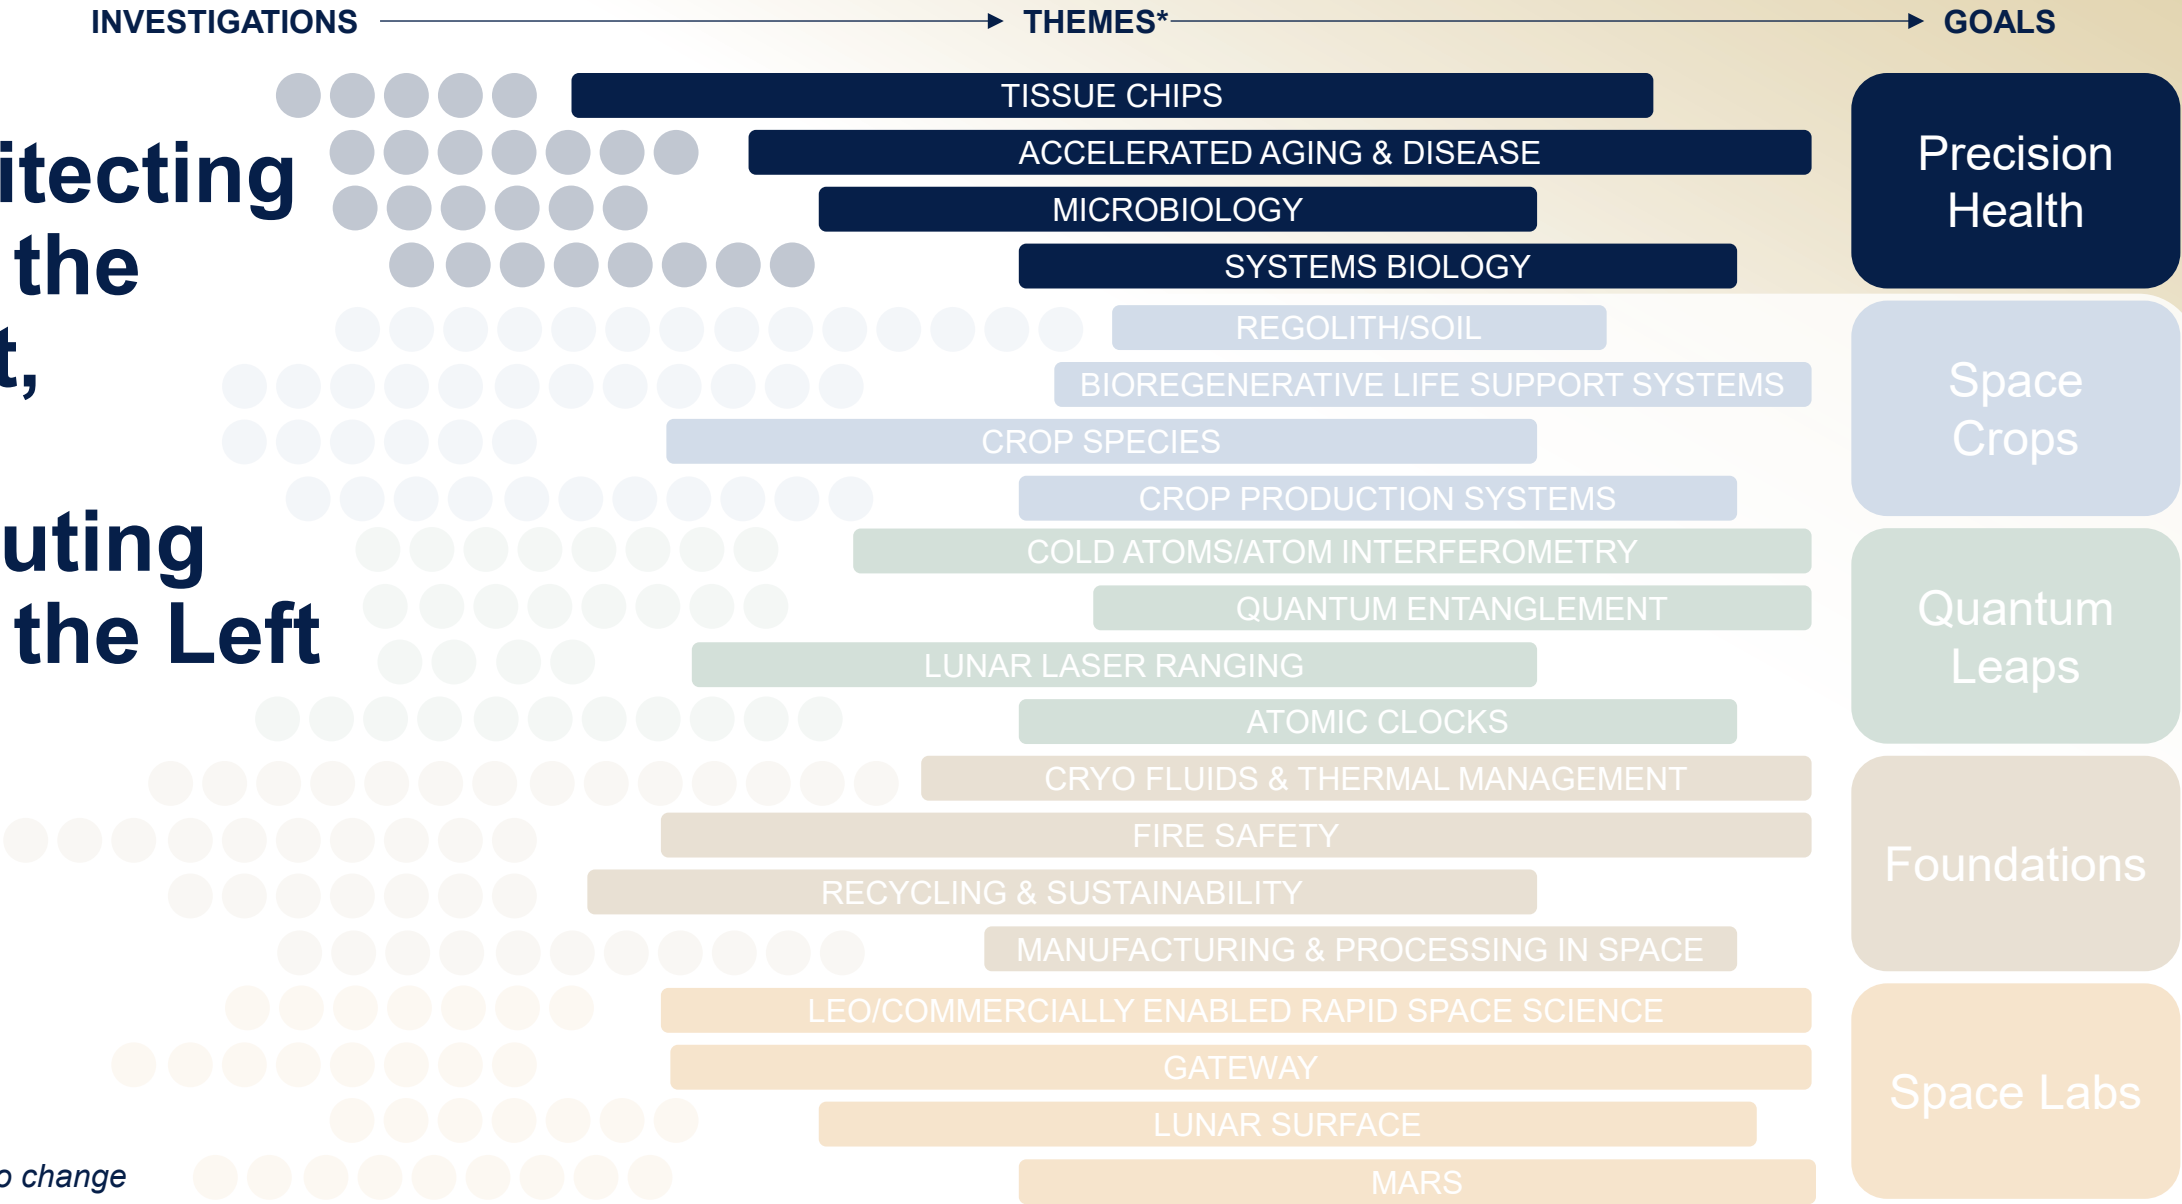 INVESTIGATIONS THEMES* GOALS
itecting
the
t,
uting
the Left
TISSUE CHIPS
ACCELERATED AGING & DISEASE
MICROBIOLOGY
SYSTEMS BIOLOGY
Precision
Health
REGOLITH/SOIL
BIOREGENERATIVE LIFE SUPPORT SYSTEMS
CROP SPECIES
CROP PRODUCTION SYSTEMS
Space
Crops
COLD ATOMS/ATOM INTERFEROMETRY
QUANTUM ENTANGLEMENT
LUNAR LASER RANGING
ATOMIC CLOCKS
Quantum
Leaps
CRYO FLUIDS & THERMAL MANAGEMENT
FIRE SAFETY
RECYCLING & SUSTAINABILITY
MANUFACTURING & PROCESSING IN SPACE
Foundations
LEO/COMMERCIALLY ENABLED RAPID SPACE SCIENCE
GATEWAY
LUNAR SURFACE
MARS
Space Labs
o change